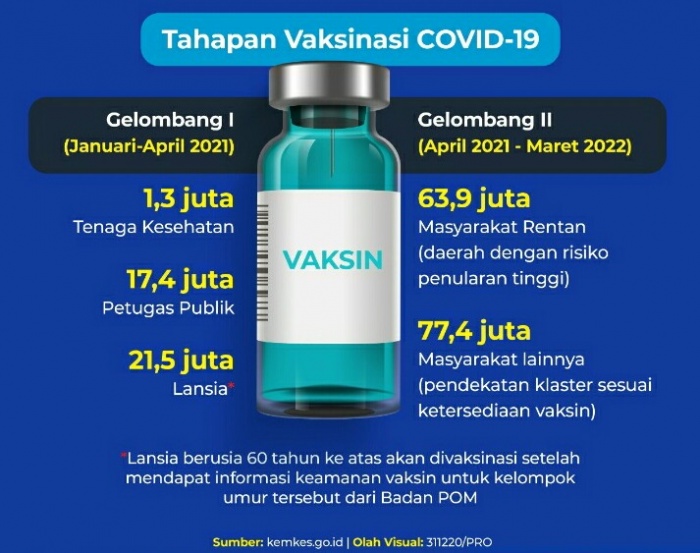 Tahapan Vaksinasi COVID-19
Gelombang I
(Januari-April 2021)
1,3 juta
Tenaga Kesehatan
17,4 juta
Petugas Publik
21,5 juta
Lansia*
VAKSIN
Gelombang II
(April 2021 - Maret 2022)
63,9 juta
Masyarakat Rentan
(daerah dengan risiko
penularan tinggi)
77,4 juta
Masyarakat lainnya
(pendekatan klaster sesuai
ketersediaan vaksin)
*Lansia berusia 60 tahun ke atas akan divaksinasi setelah
mendapat informasi keamanan vaksin untuk kelompok
umur tersebut dari Badan POM
Sumber: kemkes.go.id | Olah Visual: 311220/PRO